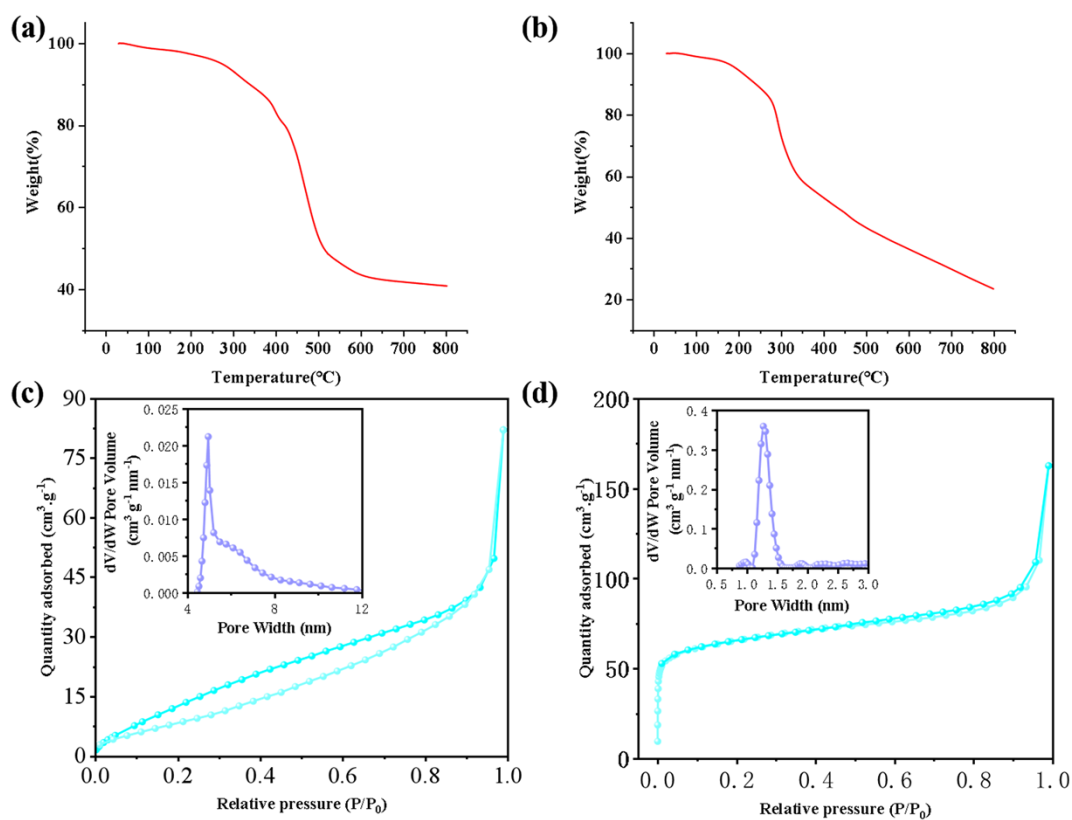 (a)
100
80
60
40
Weight(%)
0 100 200 300 400 500 600 700 800
Temperature(°C)
(b)
100
80
60
40
20
Weight(%)
0 100 200 300 400 500 600 700 800
Temperature(°C)
(c)
90
75
60
45
30
15
0
Quantity adsorbed (cm³.g⁻¹)
0.0 0.2 0.4 0.6 0.8 1.0
Relative pressure (P/P₀)
0.025
0.020
0.015
0.010
0.005
0.000
dV/dW Pore Volume
(cm³ g⁻¹ nm⁻¹)
4 8 12
Pore Width (nm)
(d)
200
150
100
50
0
Quantity adsorbed (cm³.g⁻¹)
0.0 0.2 0.4 0.6 0.8 1.0
Relative pressure (P/P₀)
0.4
0.3
0.2
0.1
0.0
dV/dW Pore Volume
(cm³ g⁻¹ nm⁻¹)
0.5 1.0 1.5 2.0 2.5 3.0
Pore Width (nm)